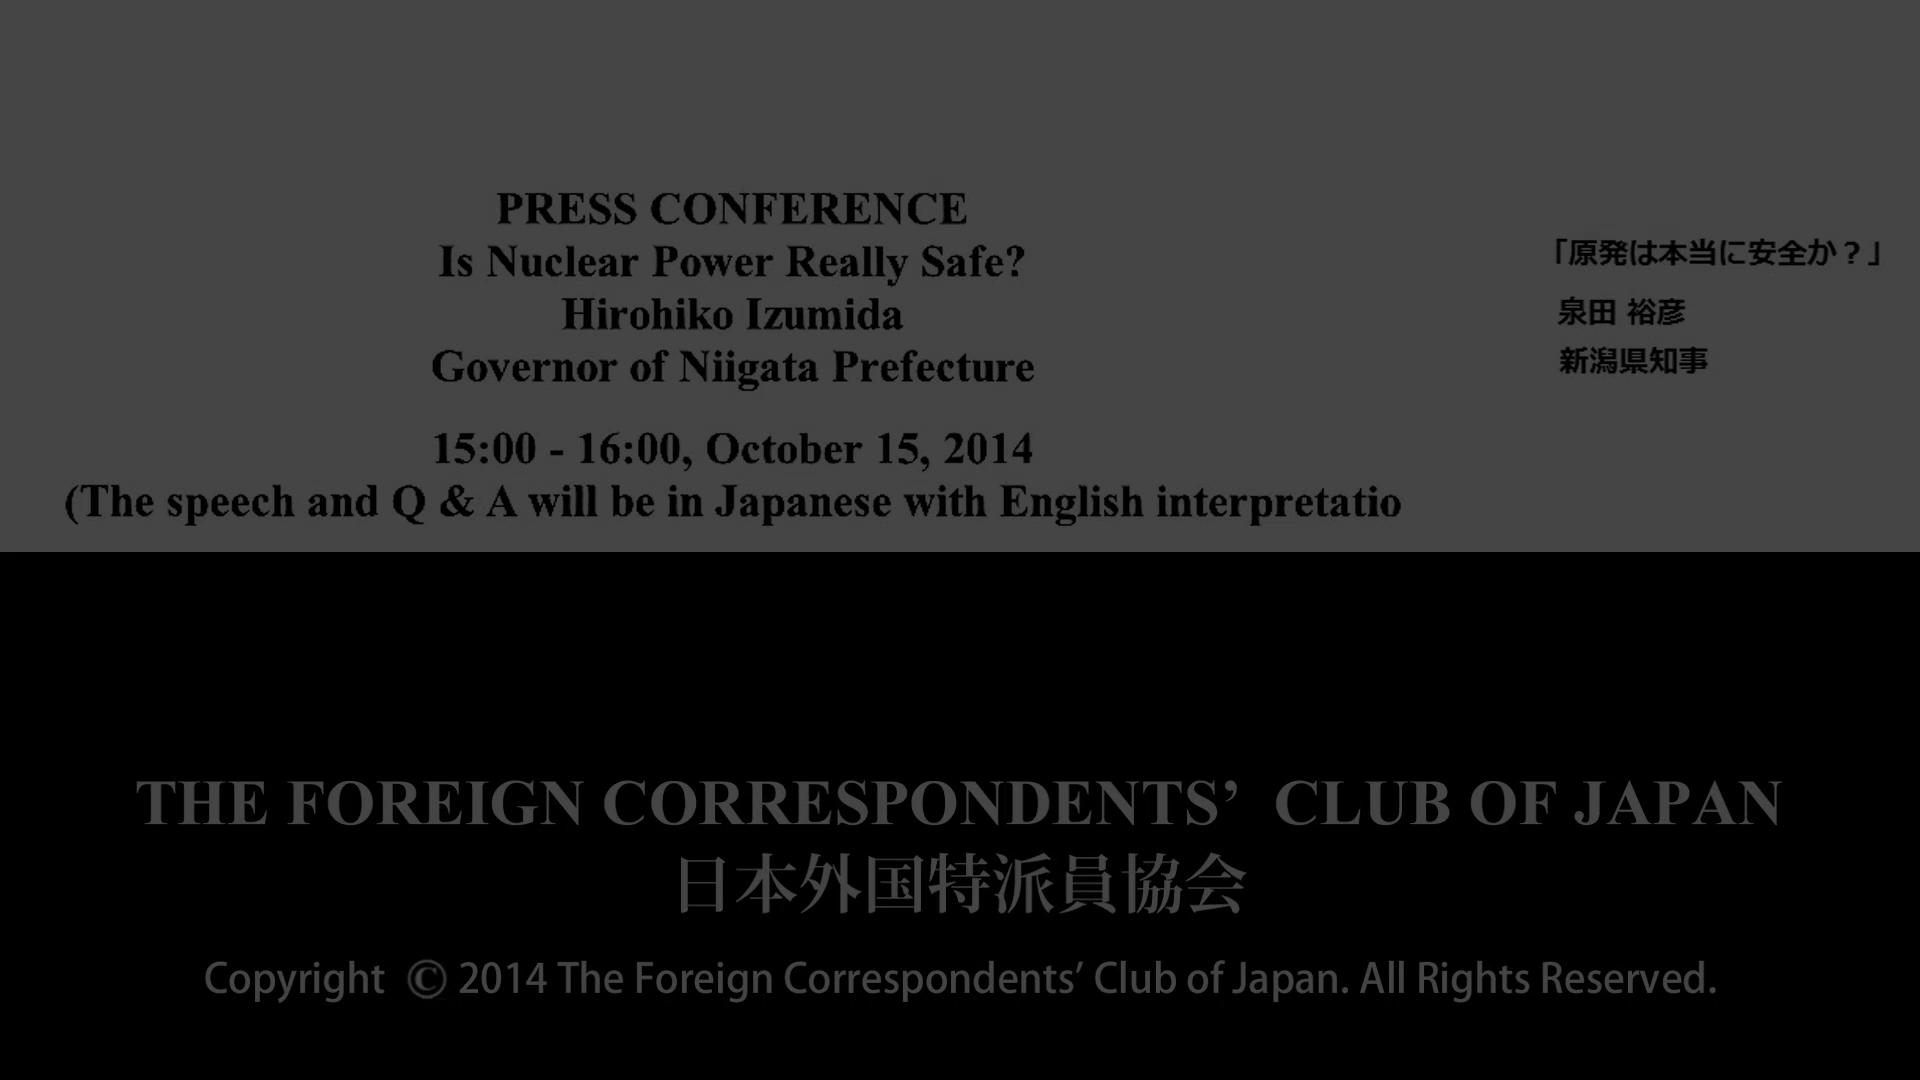 PRESS CONFERENCE
Is Nuclear Power Really Safe?
Hirohiko Izumida
Governor of Niigata Prefecture
15:00 - 16:00, October 15, 2014
(The speech and Q & A will be in Japanese with English interpretatio
「原発は本当に安全か？」
泉田 裕彦
新潟県知事
THE FOREIGN CORRESPONDENTS’ CLUB OF JAPAN
日本外国特派員協会
Copyright © 2014 The Foreign Correspondents’ Club of Japan. All Rights Reserved.